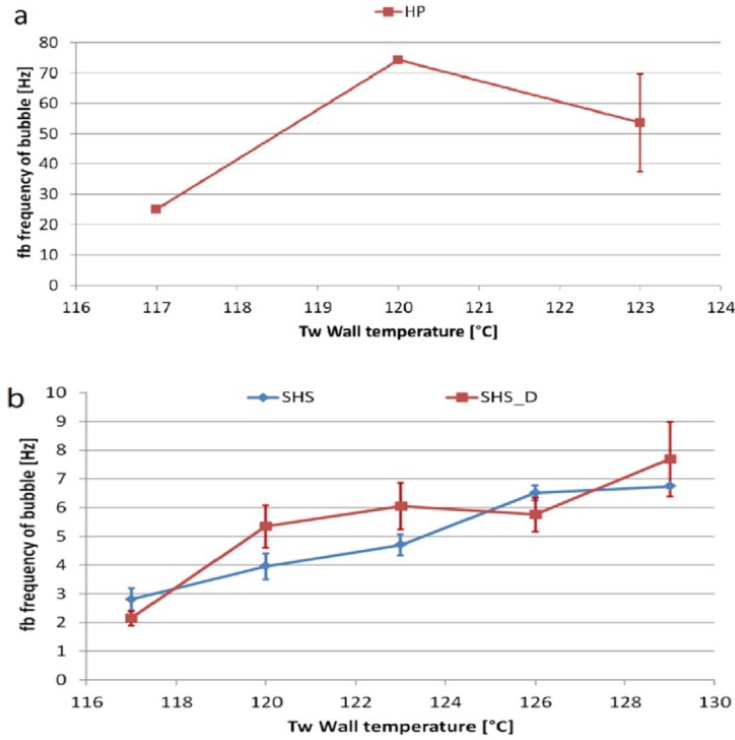 a
HP
fb frequency of bubble [Hz]
80
70
60
50
40
30
20
10
0
116 117 118 119 120 121 122 123 124
Tw Wall temperature [°C]
b
SHS SHS_D
fb frequency of bubble [Hz]
10
9
8
7
6
5
4
3
2
1
0
116 118 120 122 124 126 128 130
Tw Wall temperature [°C]